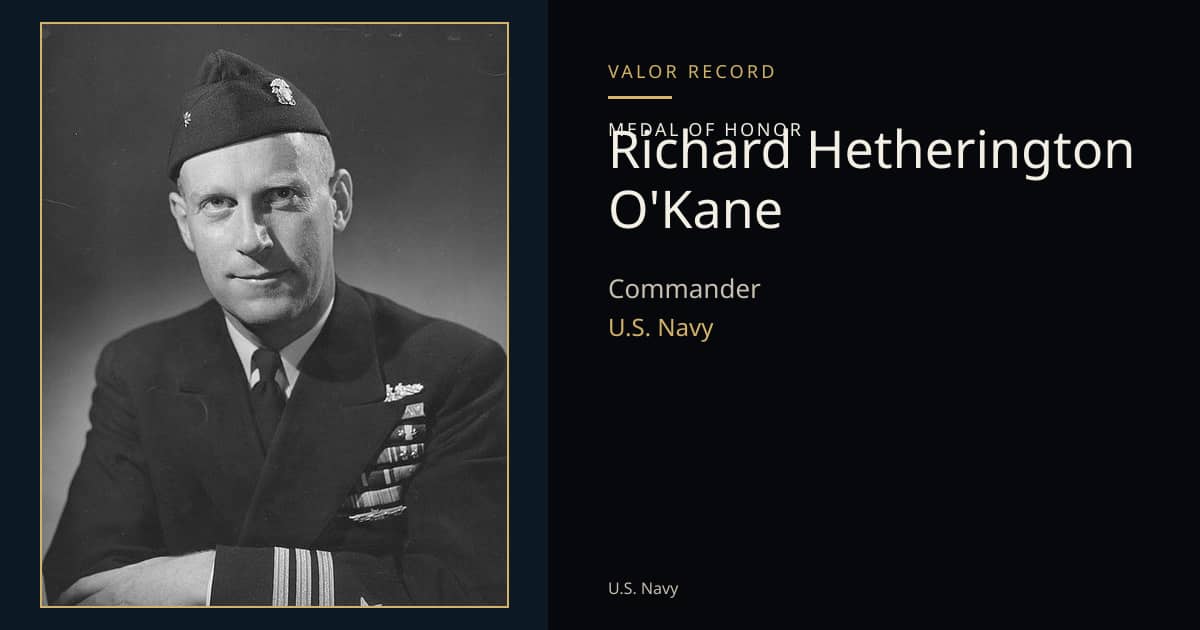 VALOR RECORD
MEDAL OF HONOR
Richard Hetherington
O'Kane
Commander
U.S. Navy
U.S. Navy